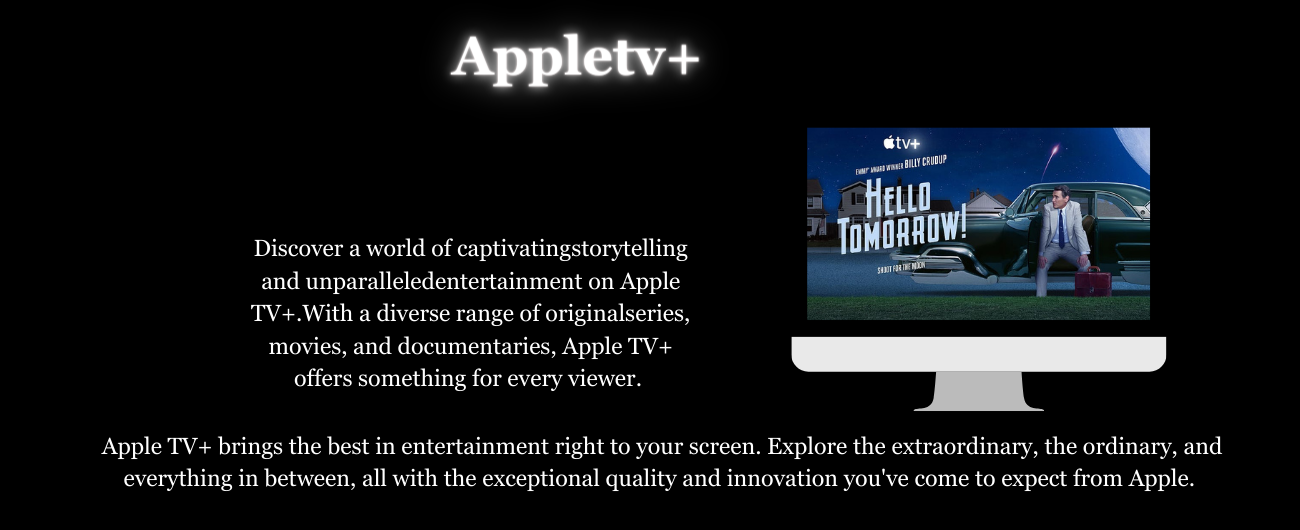 Appletv+
tv+
EMMY® AWARD WINNER BILLY CRUDUP
HELLO
TOMORROW!
SHOOT FOR THE MOON
Discover a world of captivatingstorytelling
and unparalleledentertainment on Apple
TV+.With a diverse range of originalseries,
movies, and documentaries, Apple TV+
offers something for every viewer.
Apple TV+ brings the best in entertainment right to your screen. Explore the extraordinary, the ordinary, and
everything in between, all with the exceptional quality and innovation you've come to expect from Apple.